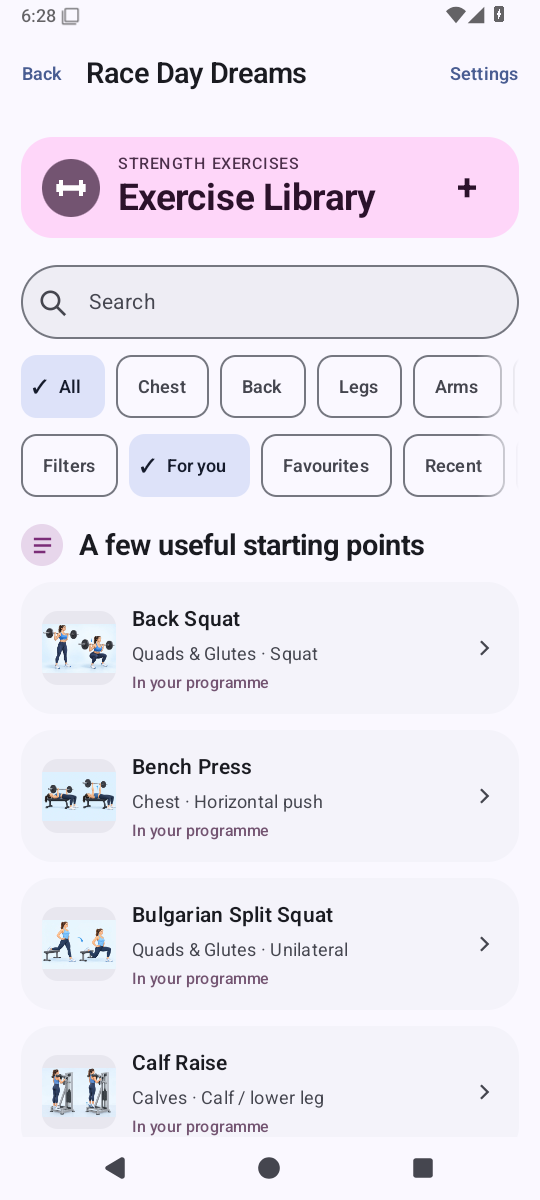 6:28
Back Race Day Dreams Settings
STRENGTH EXERCISES
Exercise Library +
Search
✓ All Chest Back Legs Arms
Filters ✓ For you Favourites Recent
A few useful starting points
Back Squat
Quads & Glutes · Squat
In your programme
Bench Press
Chest · Horizontal push
In your programme
Bulgarian Split Squat
Quads & Glutes · Unilateral
In your programme
Calf Raise
Calves · Calf / lower leg
In your programme